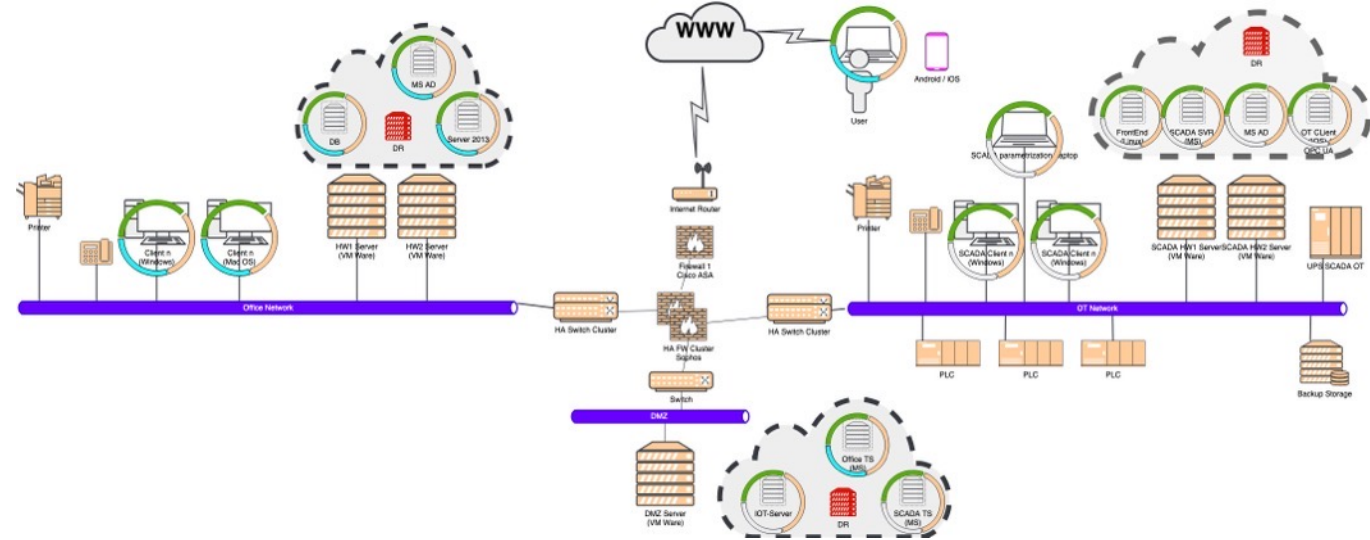 WWW
Android / iOS
User
MS AD
DB
DR
Server 2013
DR
FrontEnd
(Linux)
SCADA SVR
(MS)
MS AD
OT CLient
OPC UA
SCADA parametrization laptop
Printer
Client n
(Windows)
Client n
(Mac OS)
HW1 Server
(VM Ware)
HW2 Server
(VM Ware)
Internet Router
Firewall 1
Cisco ASA
Printer
SCADA Client n
(Windows)
SCADA Client n
(Windows)
SCADA HW1 Server
(VM Ware)
SCADA HW2 Server
(VM Ware)
UPS SCADA OT
Office Network
HA Switch Cluster
HA FW Cluster
Sophos
HA Switch Cluster
OT Network
PLC
PLC
PLC
Backup Storage
Switch
DMZ
DMZ Server
(VM Ware)
Office TS
(MS)
IOT-Server
DR
SCADA TS
(MS)